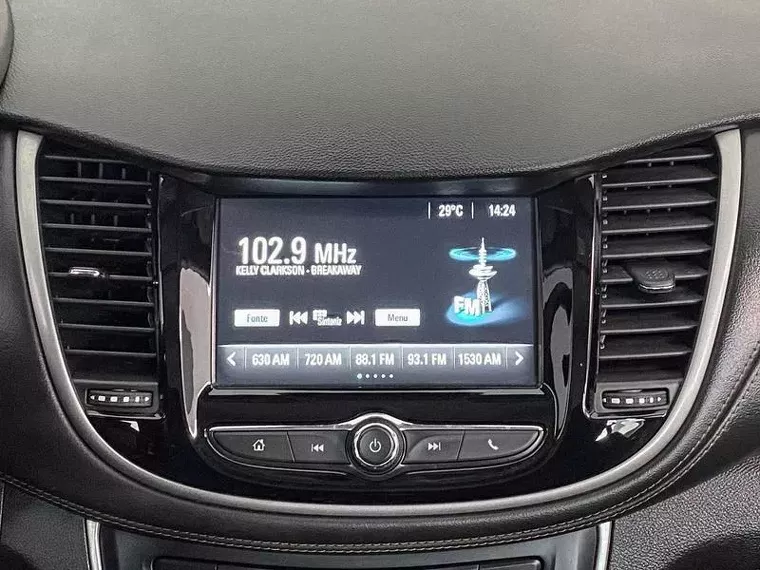 29°C 14:24
102.9 MHz
KELLY CLARKSON - BREAKAWAY
FM
Fonte Sintonia Menu
630 AM 720 AM 88.1 FM 93.1 FM 1530 AM